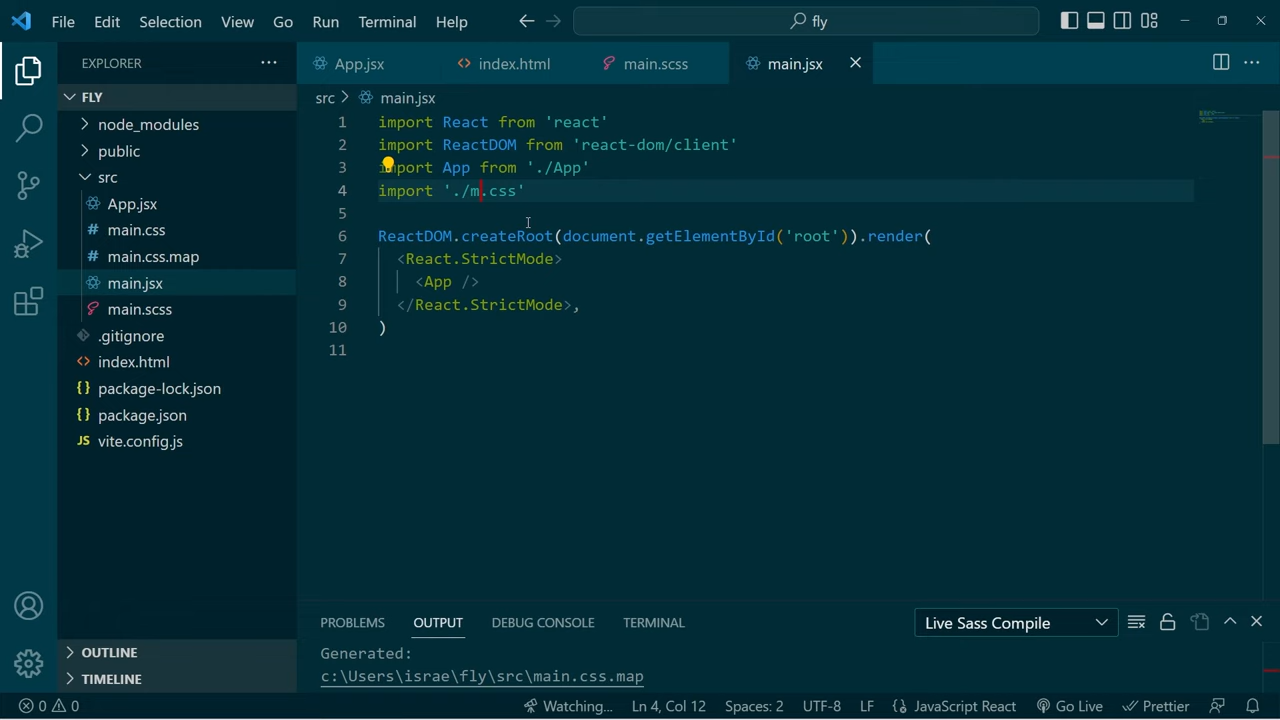 File Edit Selection View Go Run Terminal Help
fly
EXPLORER
App.jsx
index.html
main.scss
main.jsx
FLY
node_modules
public
src
App.jsx
main.css
main.css.map
main.jsx
main.scss
.gitignore
index.html
package-lock.json
package.json
JS vite.config.js
OUTLINE
TIMELINE
src > main.jsx
1 import React from 'react'
2 import ReactDOM from 'react-dom/client'
3 import App from './App'
4 import './m.css'
5
6 ReactDOM.createRoot(document.getElementById('root')).render(
7 <React.StrictMode>
8 <App />
9 </React.StrictMode>,
10 )
11
PROBLEMS OUTPUT DEBUG CONSOLE TERMINAL
Live Sass Compile
Generated:
c:\Users\israe\fly\src\main.css.map
0 0 Watching... Ln 4, Col 12 Spaces: 2 UTF-8 LF JavaScript React Go Live Prettier